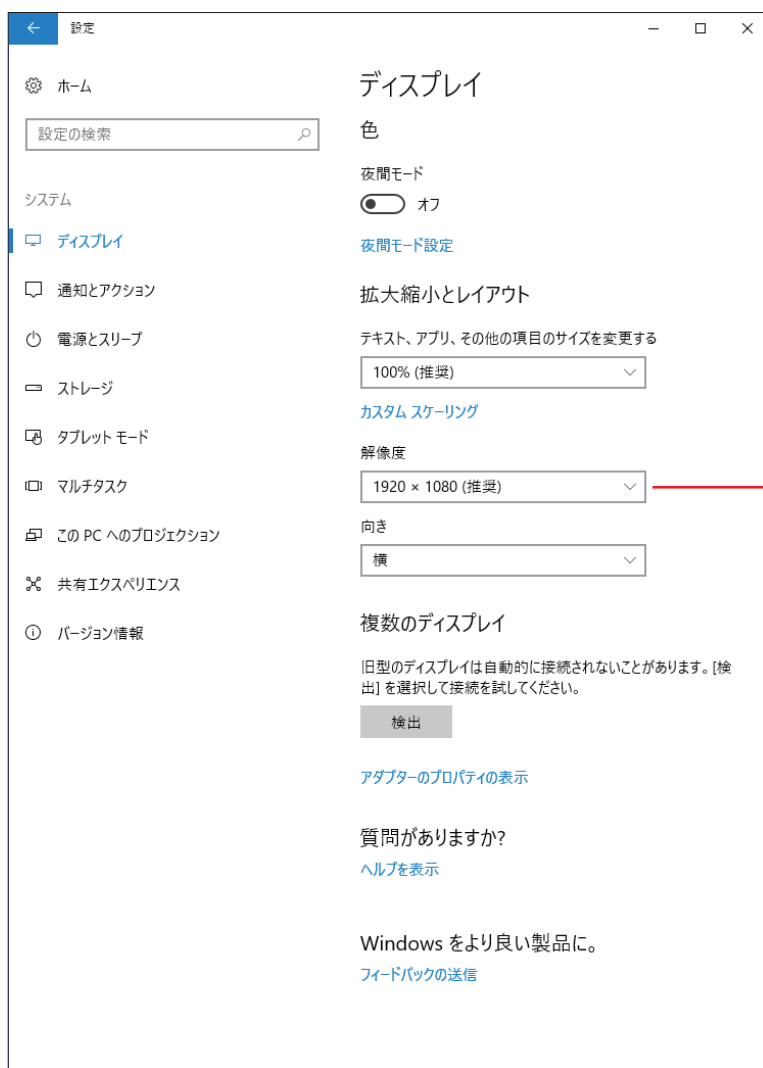 設定
ホーム
設定の検索
システム
ディスプレイ
通知とアクション
電源とスリープ
ストレージ
タブレット モード
マルチタスク
この PC へのプロジェクション
共有エクスペリエンス
バージョン情報
ディスプレイ
色
夜間モード
オフ
夜間モード設定
拡大縮小とレイアウト
テキスト、アプリ、その他の項目のサイズを変更する
100% (推奨)
カスタム スケーリング
解像度
1920 × 1080 (推奨)
向き
横
複数のディスプレイ
旧型のディスプレイは自動的に接続されないことがあります。[検
出] を選択して接続を試してください。
検出
アダプターのプロパティの表示
質問がありますか?
ヘルプを表示
Windows をより良い製品に。
フィードバックの送信